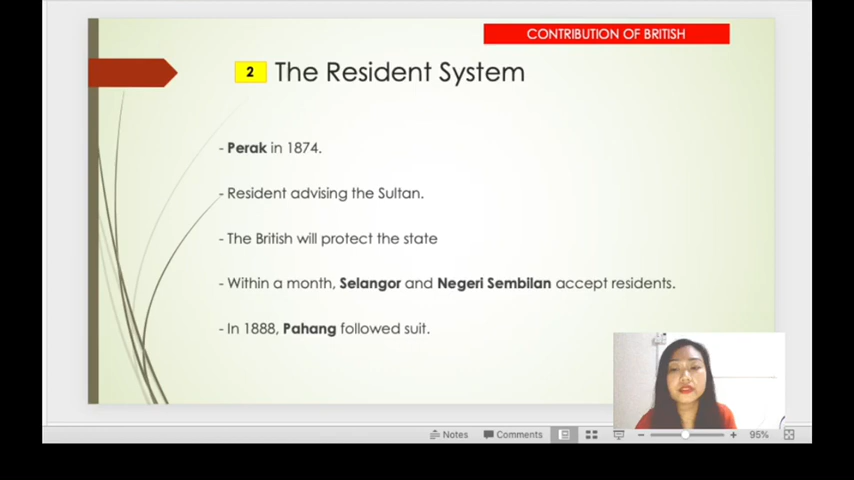 CONTRIBUTION OF BRITISH
2 The Resident System
- Perak in 1874.
- Resident advising the Sultan.
- The British will protect the state
- Within a month, Selangor and Negeri Sembilan accept residents.
- In 1888, Pahang followed suit.
Notes Comments 95%